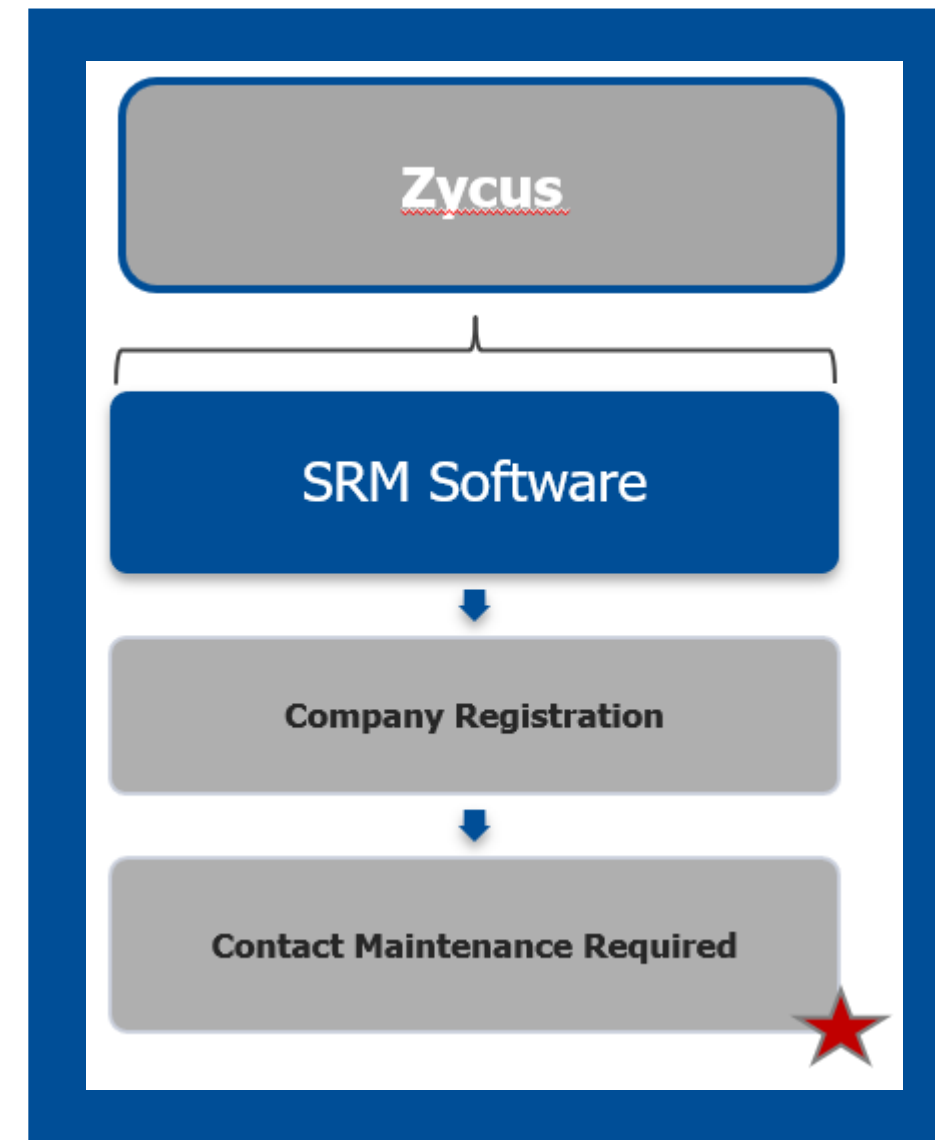 Zycus
SRM Software
Company Registration
Contact Maintenance Required